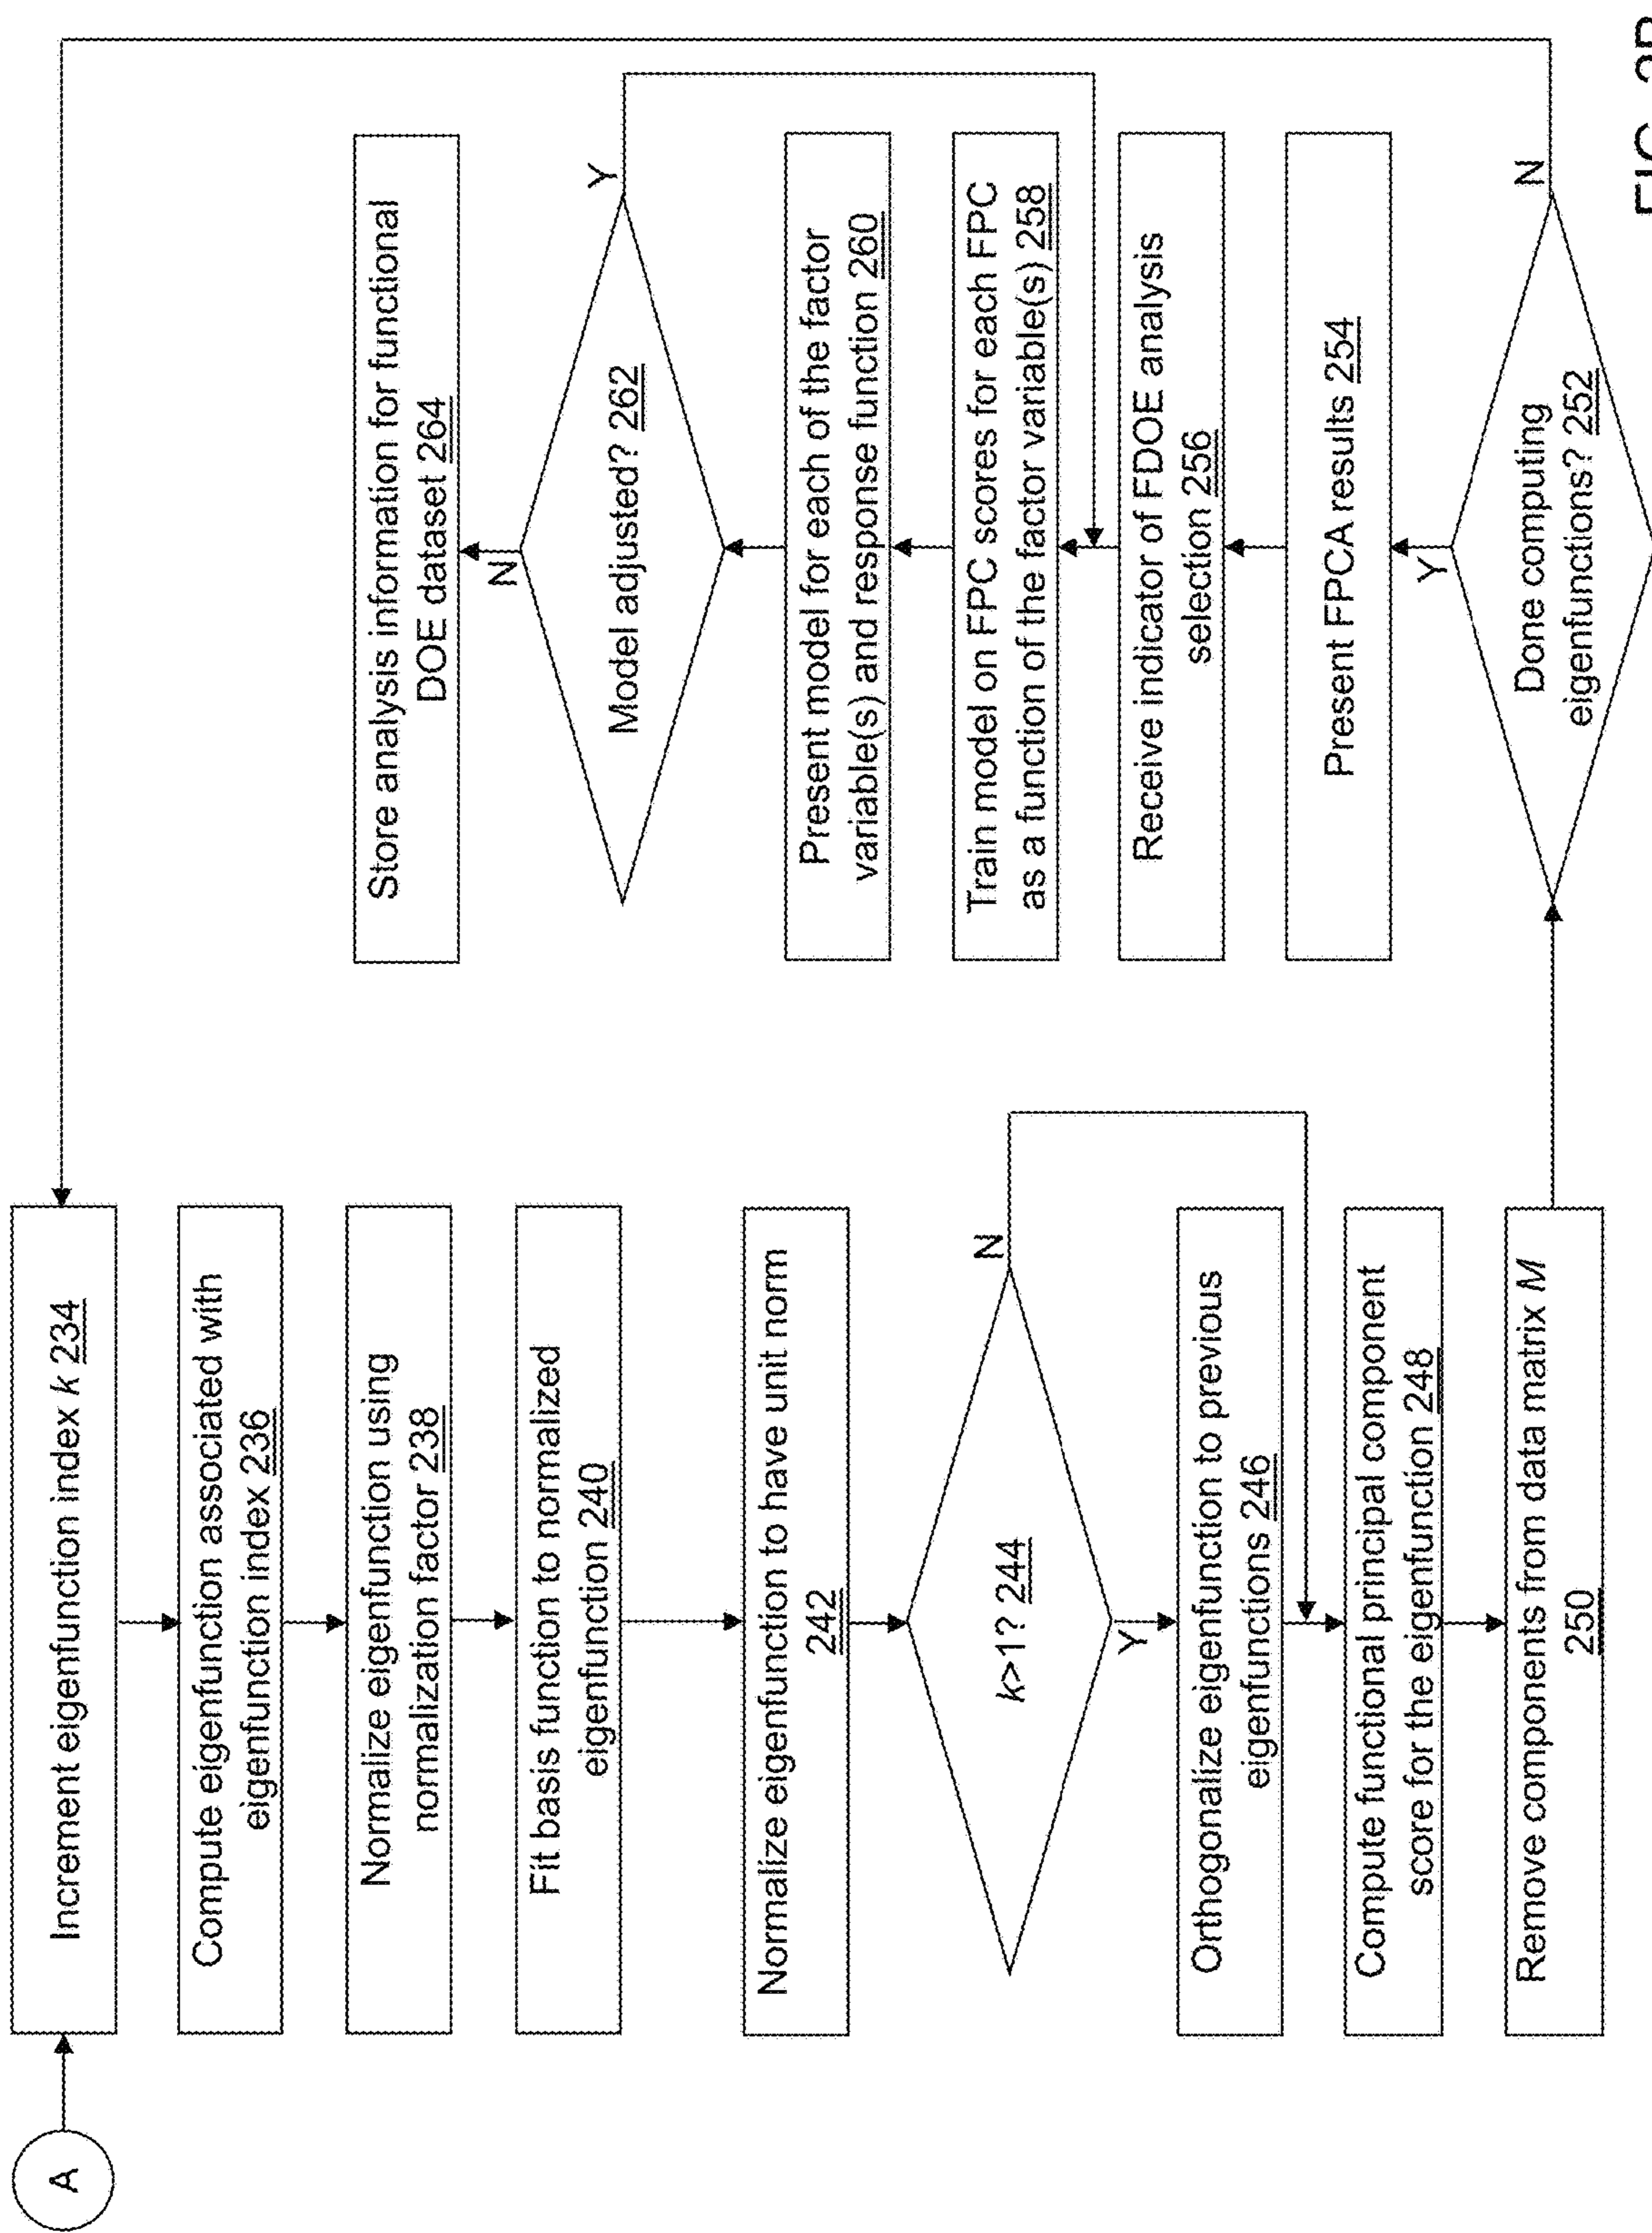 A
Increment eigenfunction index k 234
Compute eigenfunction associated with
eigenfunction index 236
Normalize eigenfunction using
normalization factor 238
Fit basis function to normalized
eigenfunction 240
Normalize eigenfunction to have unit norm
242
k>1? 244
N
Y
Orthogonalize eigenfunction to previous
eigenfunctions 246
Compute functional principal component
score for the eigenfunction 248
Remove components from data matrix M
250
Done computing
eigenfunctions? 252
N
Y
Present FPCA results 254
Receive indicator of FDOE analysis
selection 256
Train model on FPC scores for each FPC
as a function of the factor variable(s) 258
Present model for each of the factor
variable(s) and response function 260
Model adjusted? 262
Y
N
Store analysis information for functional
DOE dataset 264
FIG.